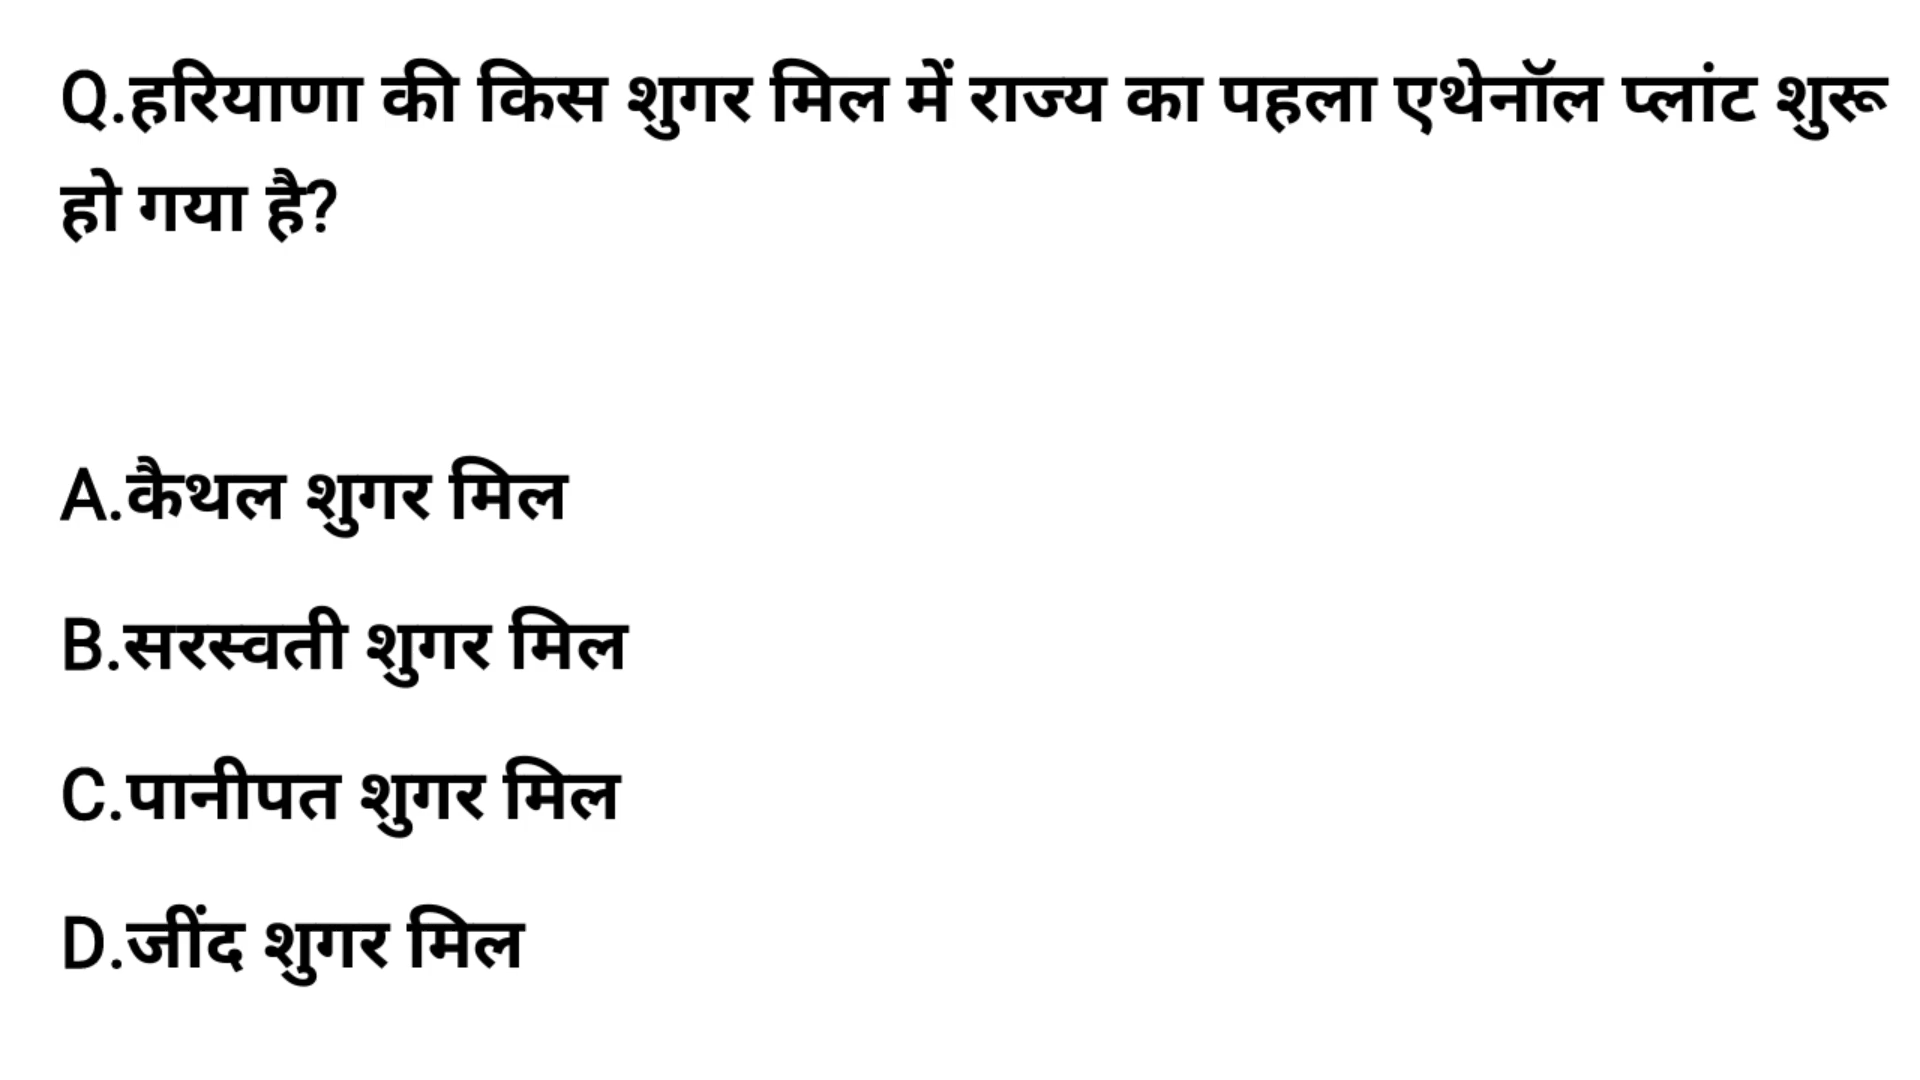 Q.हरियाणा की किस शुगर मिल में राज्य का पहला एथेनॉल प्लांट शुरू
हो गया है?
A.कैथल शुगर मिल
B.सरस्वती शुगर मिल
C.पानीपत शुगर मिल
D.जींद शुगर मिल